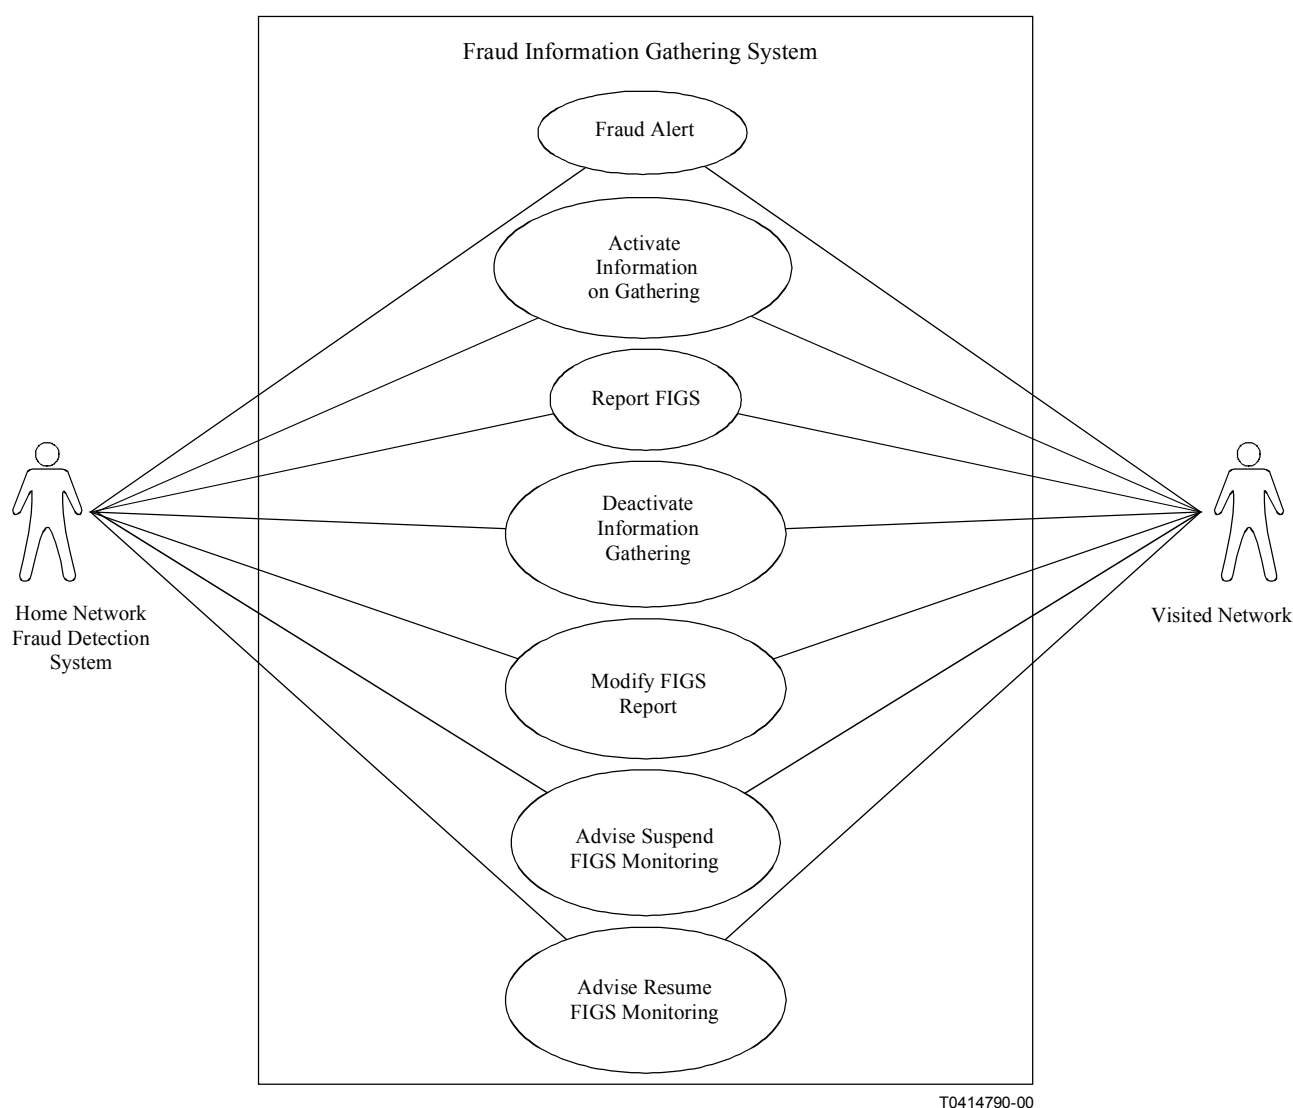 Fraud Information Gathering System
Fraud Alert
Activate
Information
on Gathering
Report FIGS
Deactivate
Information
Gathering
Home Network
Fraud Detection
System
Visited Network
Modify FIGS
Report
Advise Suspend
FIGS Monitoring
Advise Resume
FIGS Monitoring
T0414790-00